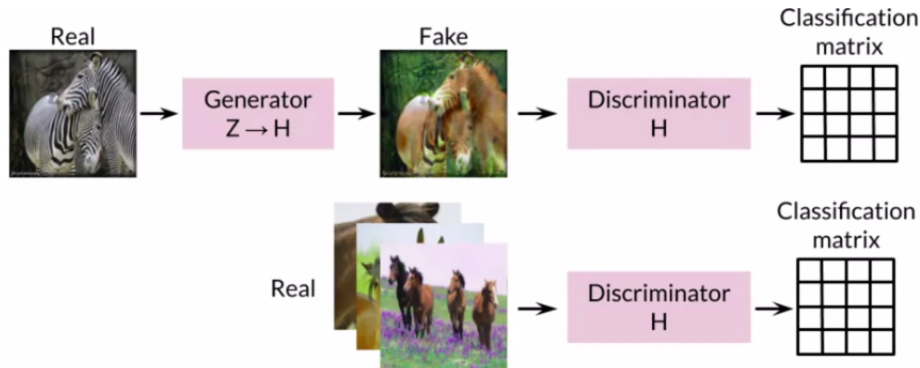 Real
Generator
Z → H
Fake
Discriminator
H
Classification
matrix
Real
Discriminator
H
Classification
matrix